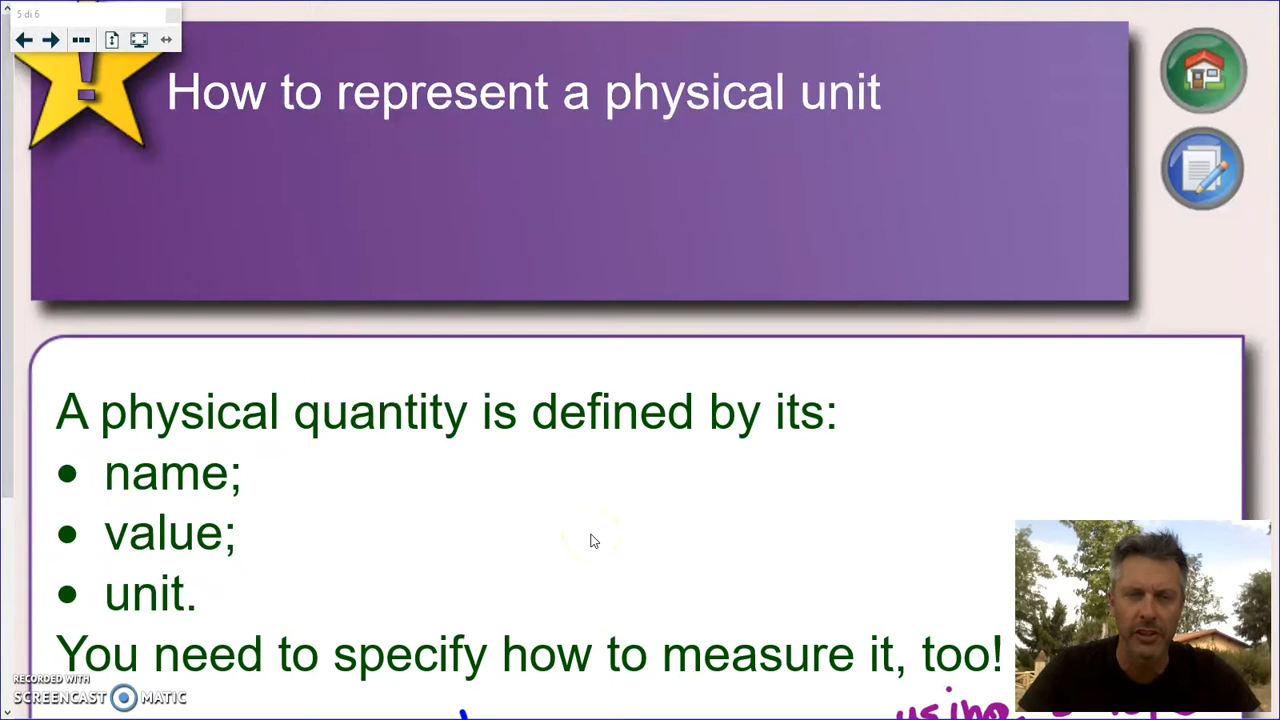 5 di 6
How to represent a physical unit
A physical quantity is defined by its:
• name;
• value;
• unit.
You need to specify how to measure it, too!
RECORDED WITH
SCREENCAST MATIC
using